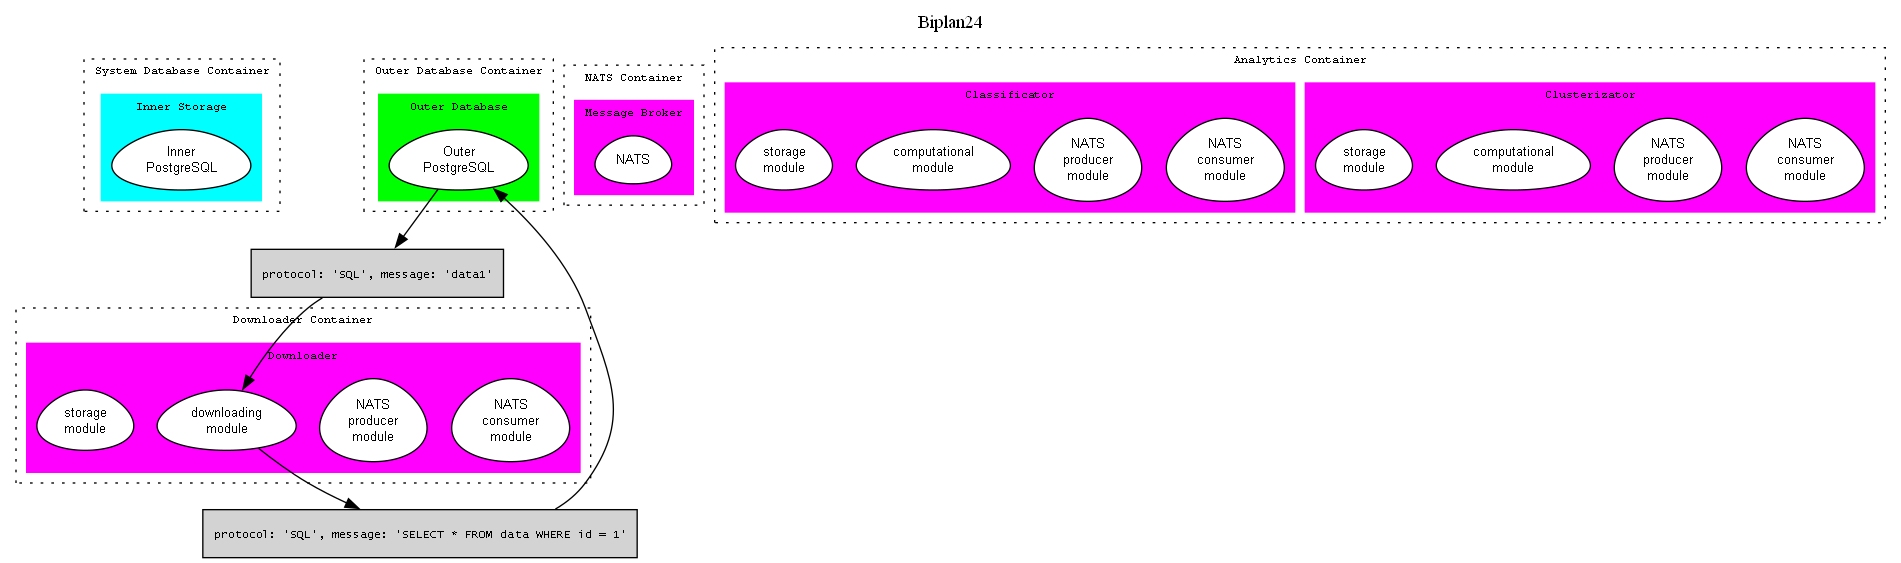 Biplan24
System Database Container
Inner Storage
Inner
PostgreSQL
Outer Database Container
Outer Database
Outer
PostgreSQL
NATS Container
Message Broker
NATS
Analytics Container
Classificator
storage
module
computational
module
NATS
producer
module
NATS
consumer
module
Clusterizator
storage
module
computational
module
NATS
producer
module
NATS
consumer
module
protocol: 'SQL', message: 'data1'
Downloader Container
Downloader
storage
module
downloading
module
NATS
producer
module
NATS
consumer
module
protocol: 'SQL', message: 'SELECT * FROM data WHERE id = 1'